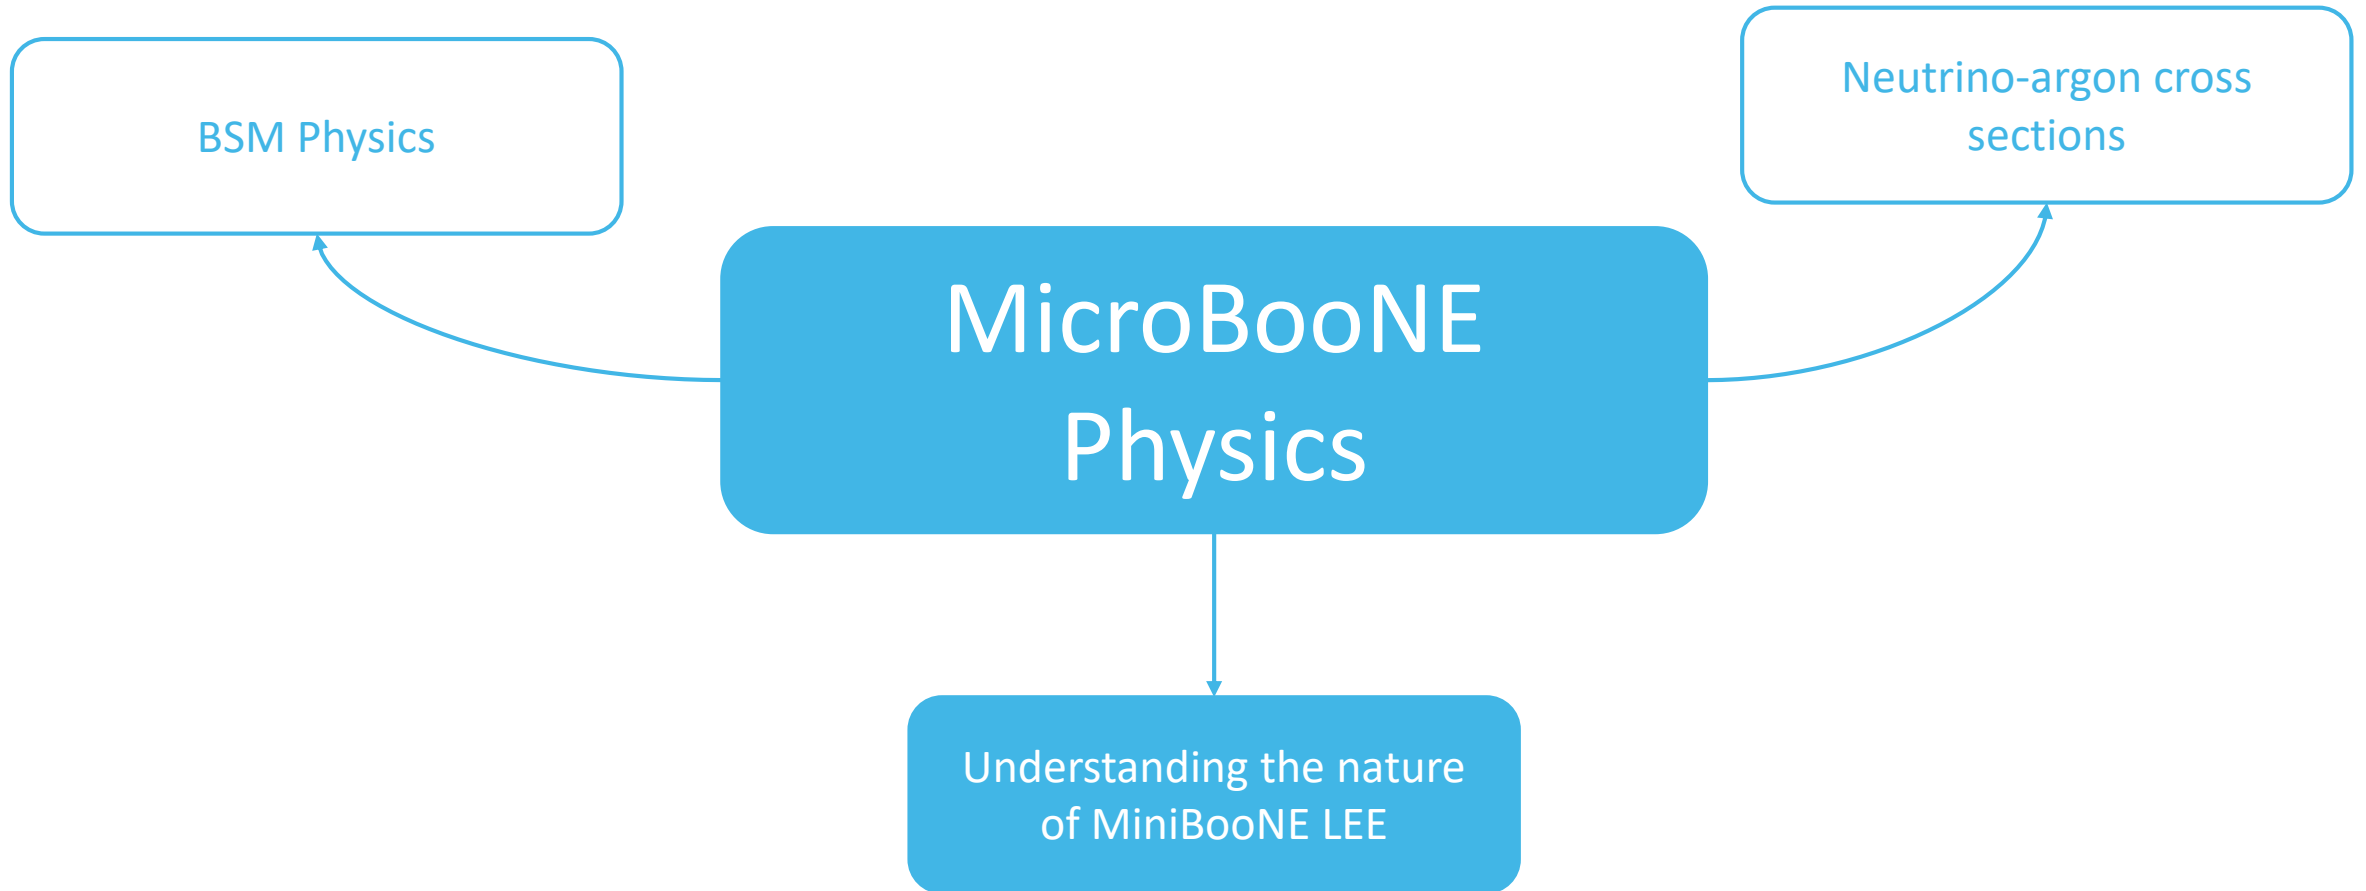 BSM Physics
Neutrino-argon cross
sections
MicroBooNE
Physics
Understanding the nature
of MiniBooNE LEE